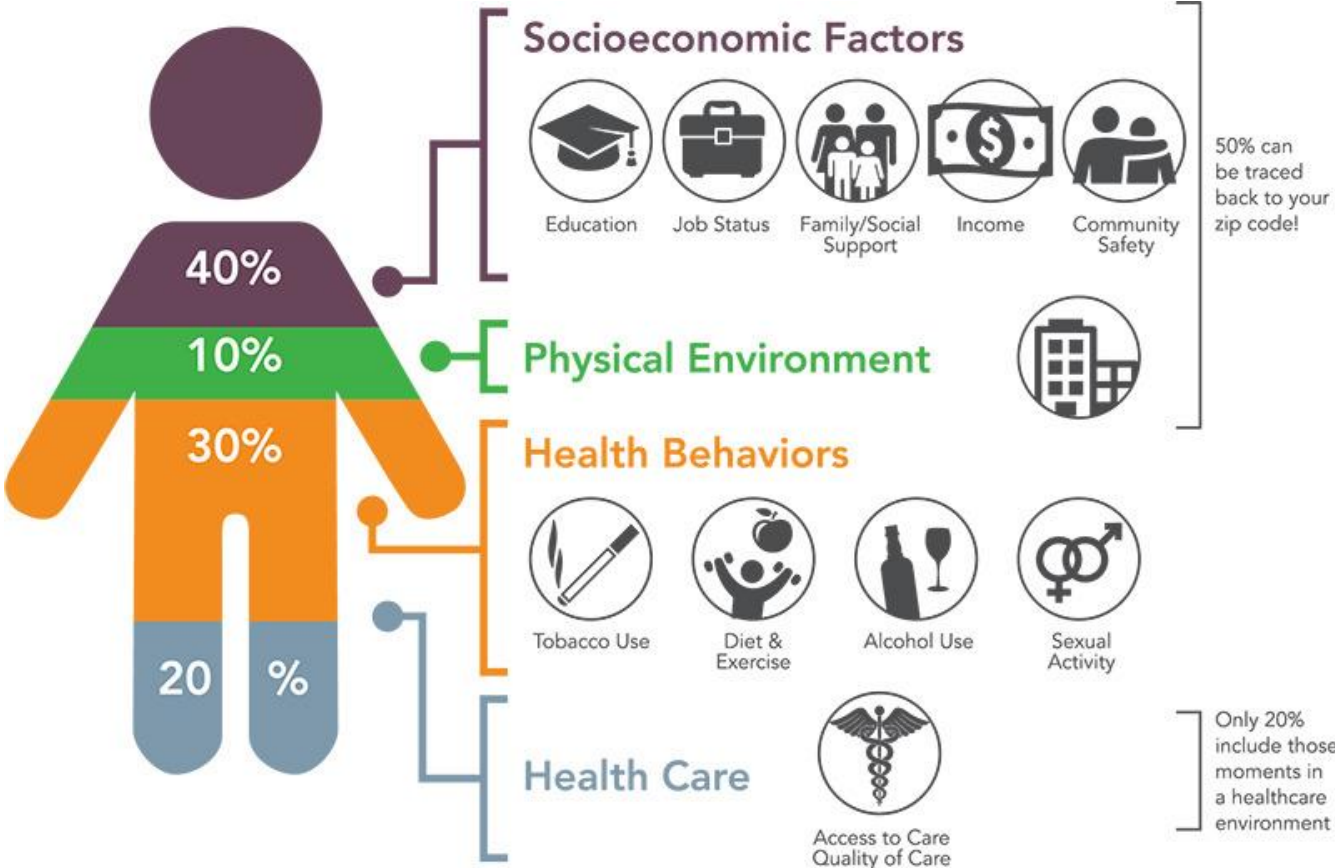 Socioeconomic Factors
Education
Job Status
Family/Social
Support
Income
Community
Safety
50% can
be traced
back to your
zip code!
40%
10%
Physical Environment
30%
Health Behaviors
Tobacco Use
Diet &
Exercise
Alcohol Use
Sexual
Activity
20 %
Health Care
Access to Care
Quality of Care
Only 20%
include those
moments in
a healthcare
environment